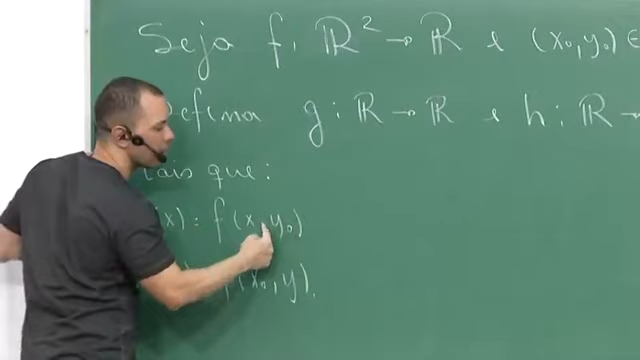 Seja f: ℝ² → ℝ e (x₀, y₀) ∈
Defina g: ℝ → ℝ e h: ℝ →
tais que:
(x) = f(x, y₀)
f(x₀, y).